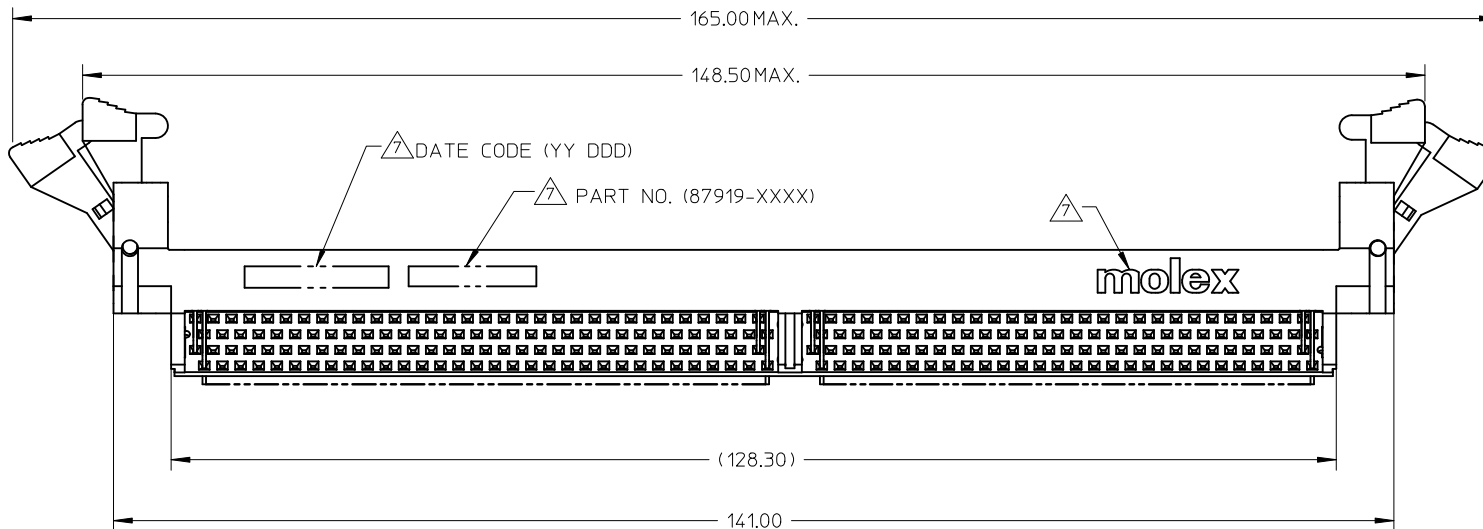 165.00 MAX.
148.50 MAX.
7 DATE CODE (YY DDD)
7 PART NO. (87919-XXXX)
7
molex
(128.30)
141.00